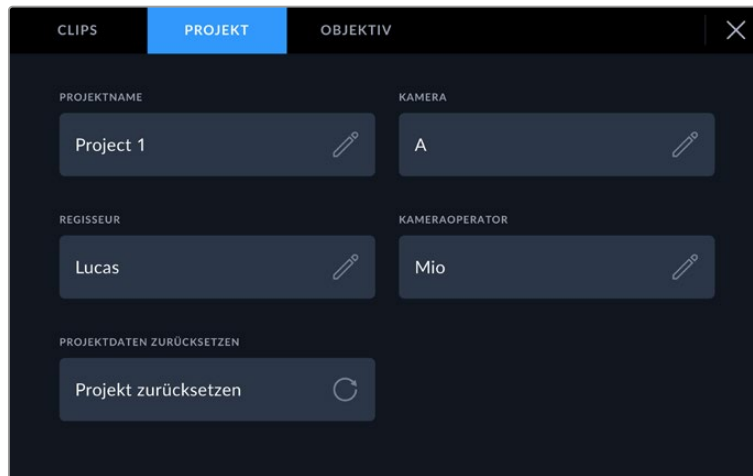 CLIPS PROJEKT OBJEKTIV
PROJEKTNAME KAMERA
Project 1 A
REGISSEUR KAMERAOPERATOR
Lucas Mio
PROJEKTDATEN ZURÜCKSETZEN
Projekt zurücksetzen